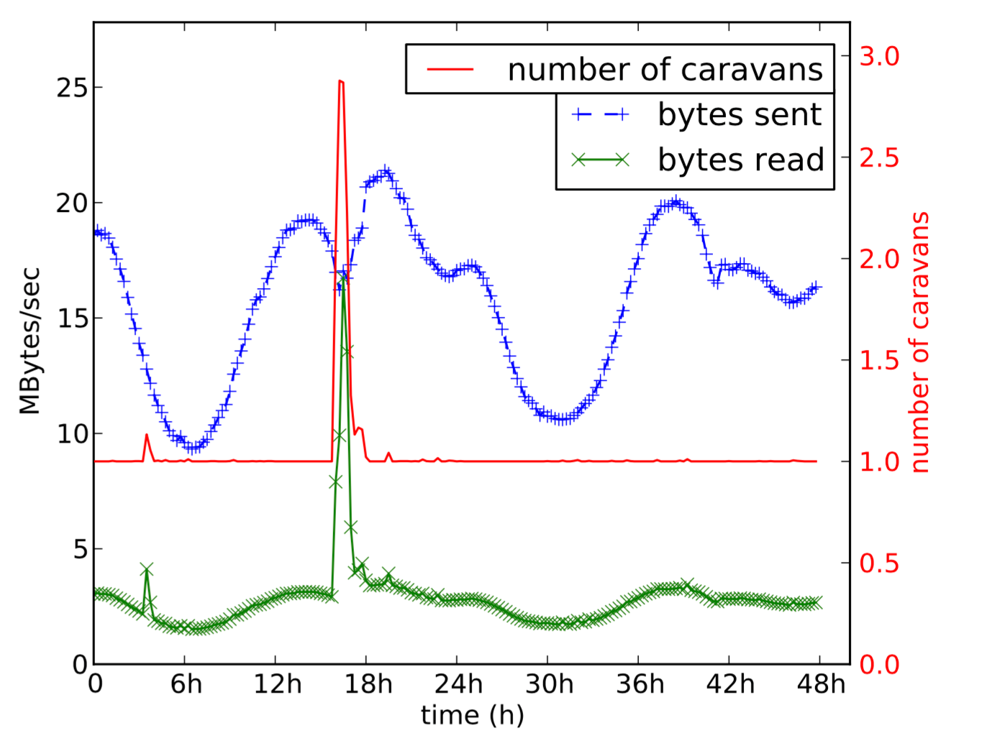 number of caravans
bytes sent
bytes read
MBytes/sec
25
20
15
10
5
0
3.0
2.5
2.0
1.5
1.0
0.5
0.0
number of caravans
0 6h 12h 18h 24h 30h 36h 42h 48h
time (h)